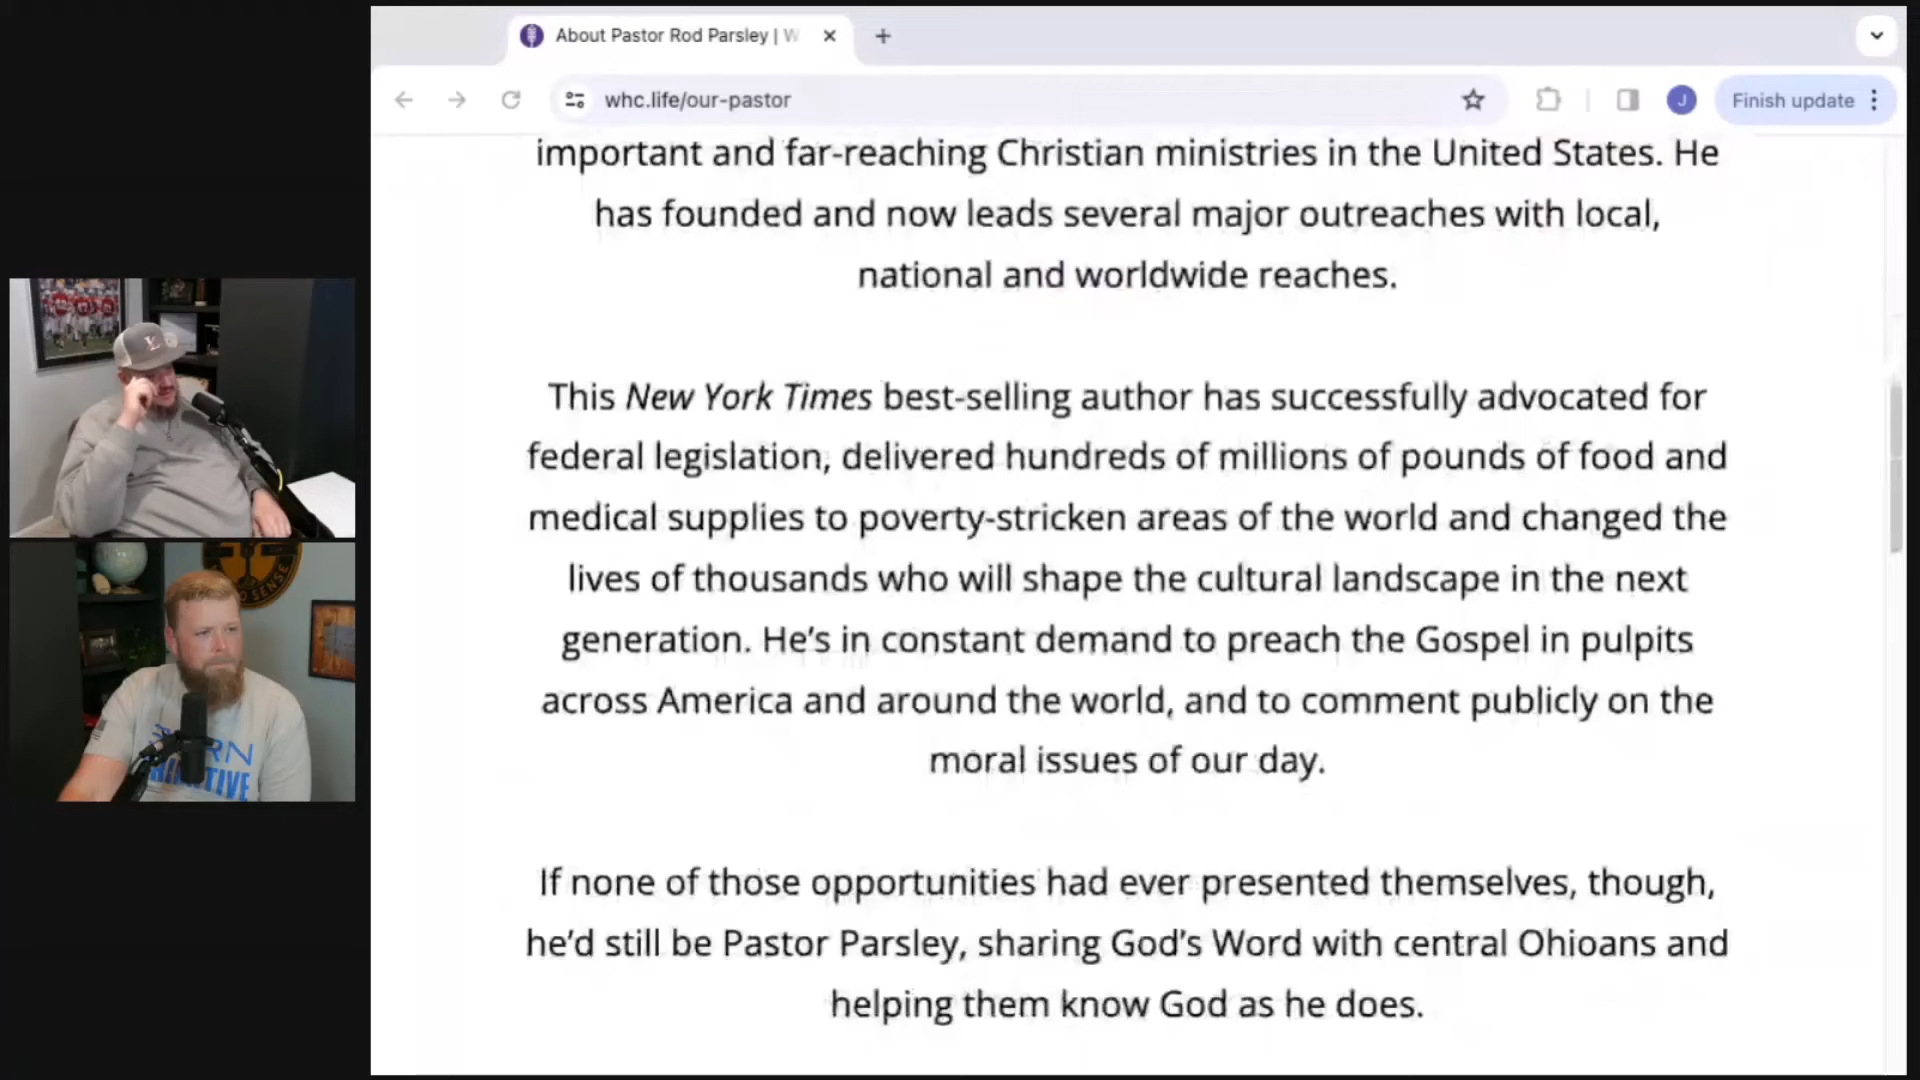 About Pastor Rod Parsley | W
whc.life/our-pastor
J
Finish update
important and far-reaching Christian ministries in the United States. He
has founded and now leads several major outreaches with local,
national and worldwide reaches.
This New York Times best-selling author has successfully advocated for
federal legislation, delivered hundreds of millions of pounds of food and
medical supplies to poverty-stricken areas of the world and changed the
lives of thousands who will shape the cultural landscape in the next
generation. He’s in constant demand to preach the Gospel in pulpits
across America and around the world, and to comment publicly on the
moral issues of our day.
If none of those opportunities had ever presented themselves, though,
he’d still be Pastor Parsley, sharing God’s Word with central Ohioans and
helping them know God as he does.
SENSE